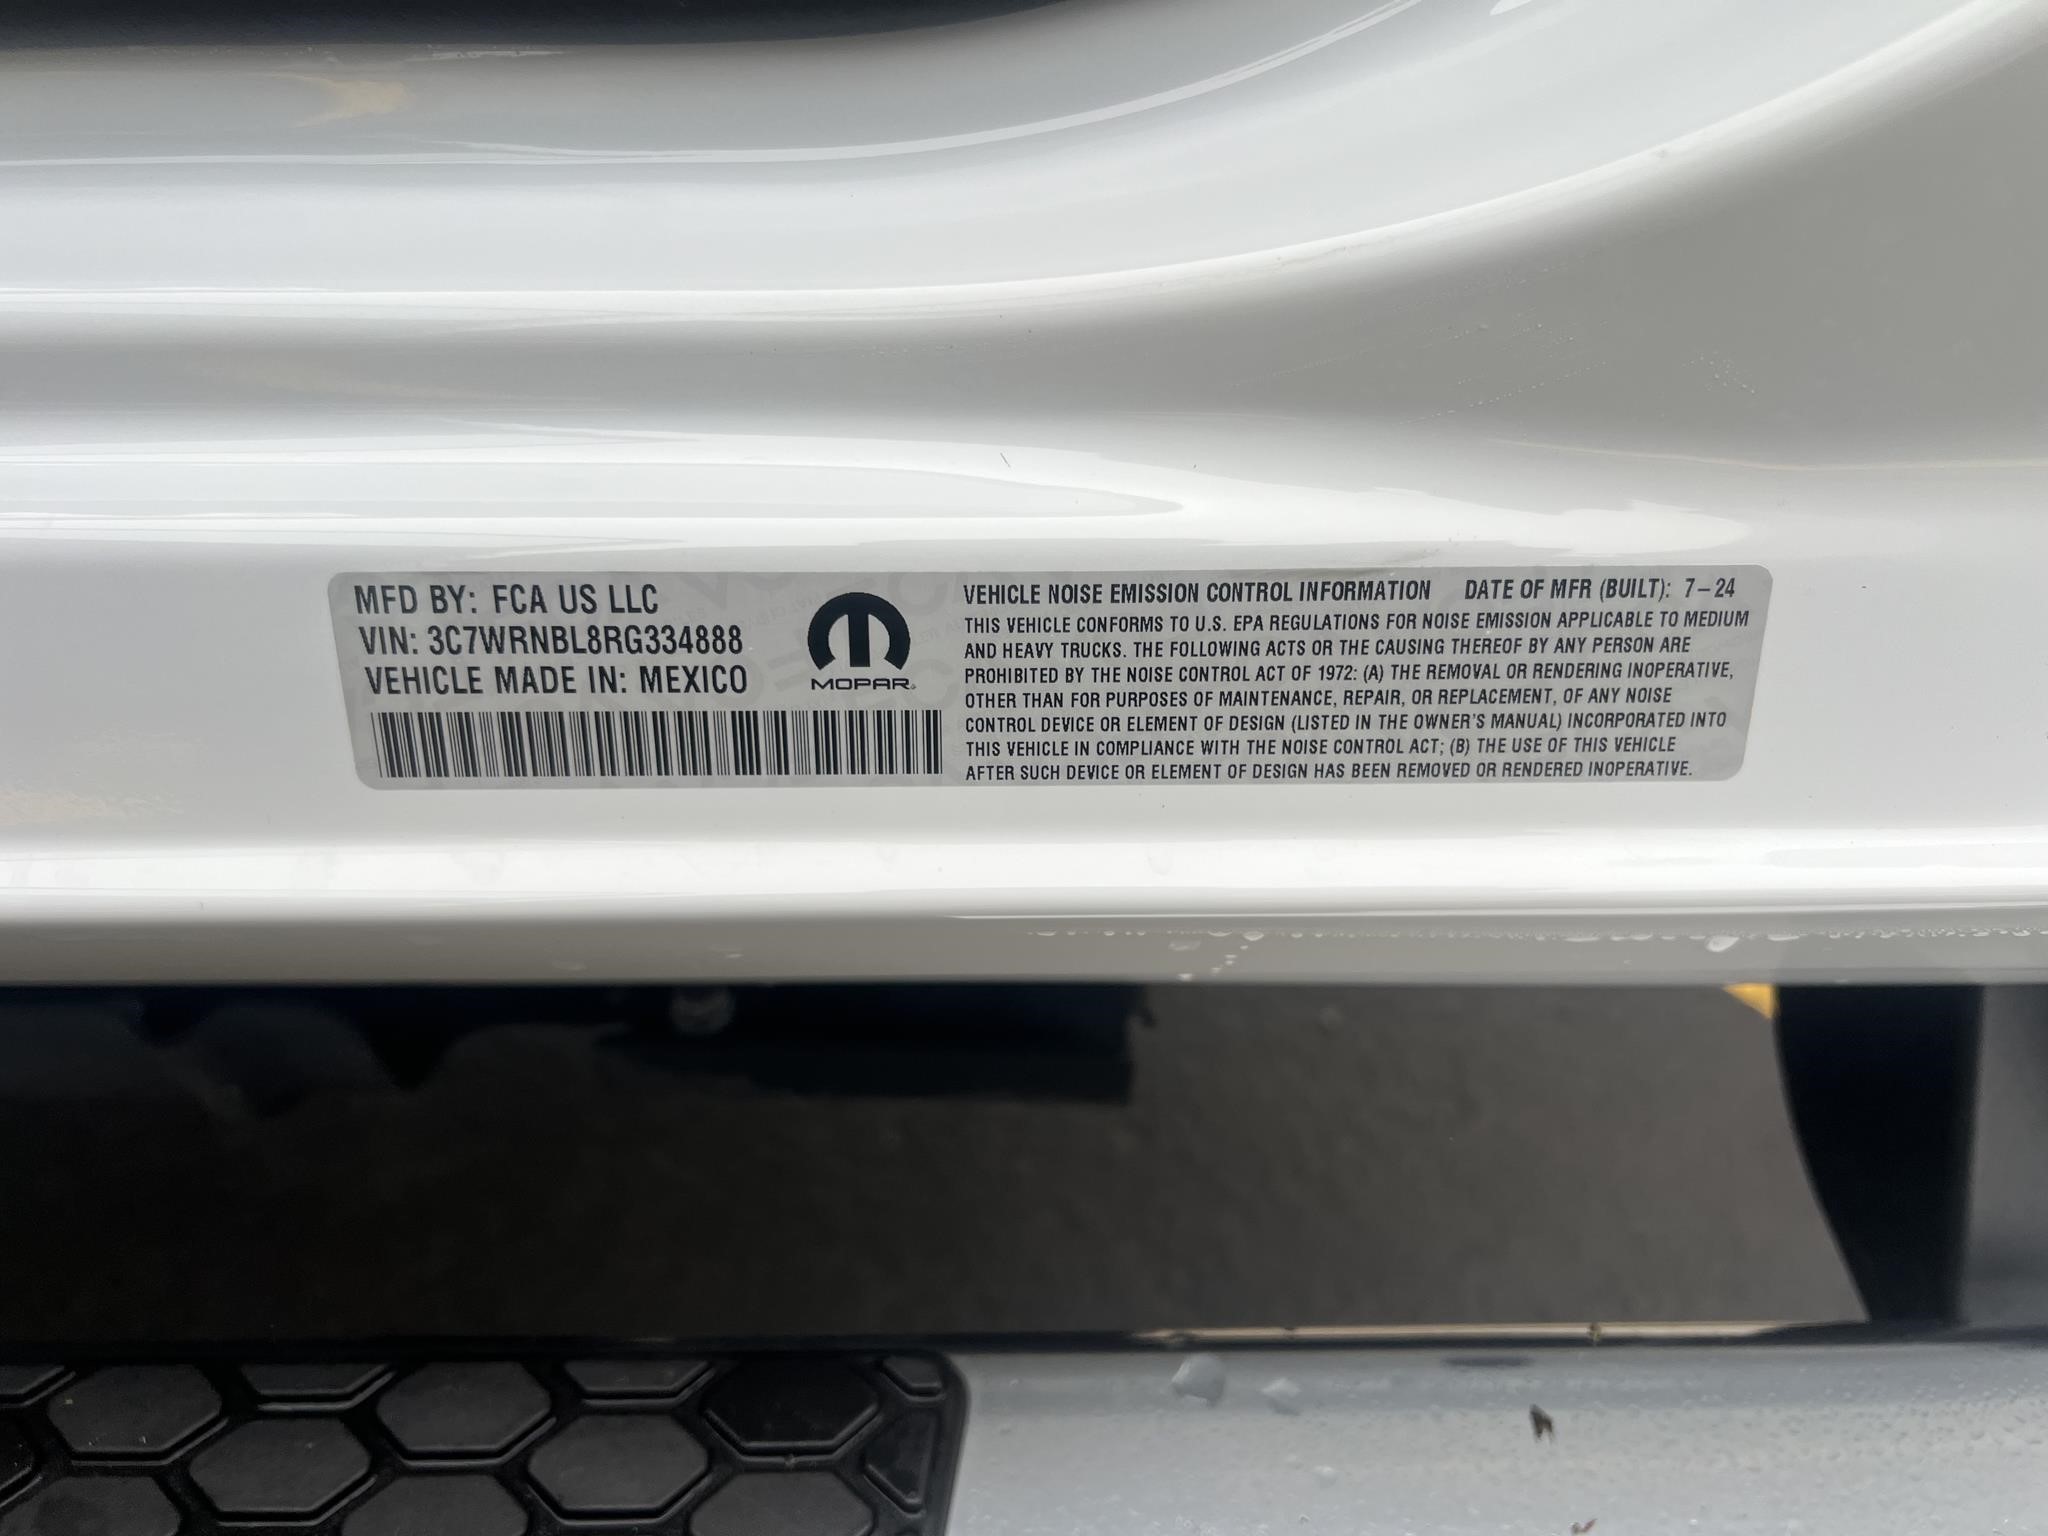 MFD BY: FCA US LLC
VIN: 3C7WRNBL8RG334888
VEHICLE MADE IN: MEXICO
MOPAR
VEHICLE NOISE EMISSION CONTROL INFORMATION DATE OF MFR (BUILT): 7-24
THIS VEHICLE CONFORMS TO U.S. EPA REGULATIONS FOR NOISE EMISSION APPLICABLE TO MEDIUM
AND HEAVY TRUCKS. THE FOLLOWING ACTS OR THE CAUSING THEREOF BY ANY PERSON ARE
PROHIBITED BY THE NOISE CONTROL ACT OF 1972: (A) THE REMOVAL OR RENDERING INOPERATIVE,
OTHER THAN FOR PURPOSES OF MAINTENANCE, REPAIR, OR REPLACEMENT, OF ANY NOISE
CONTROL DEVICE OR ELEMENT OF DESIGN (LISTED IN THE OWNER'S MANUAL) INCORPORATED INTO
THIS VEHICLE IN COMPLIANCE WITH THE NOISE CONTROL ACT; (B) THE USE OF THIS VEHICLE
AFTER SUCH DEVICE OR ELEMENT OF DESIGN HAS BEEN REMOVED OR RENDERED INOPERATIVE.